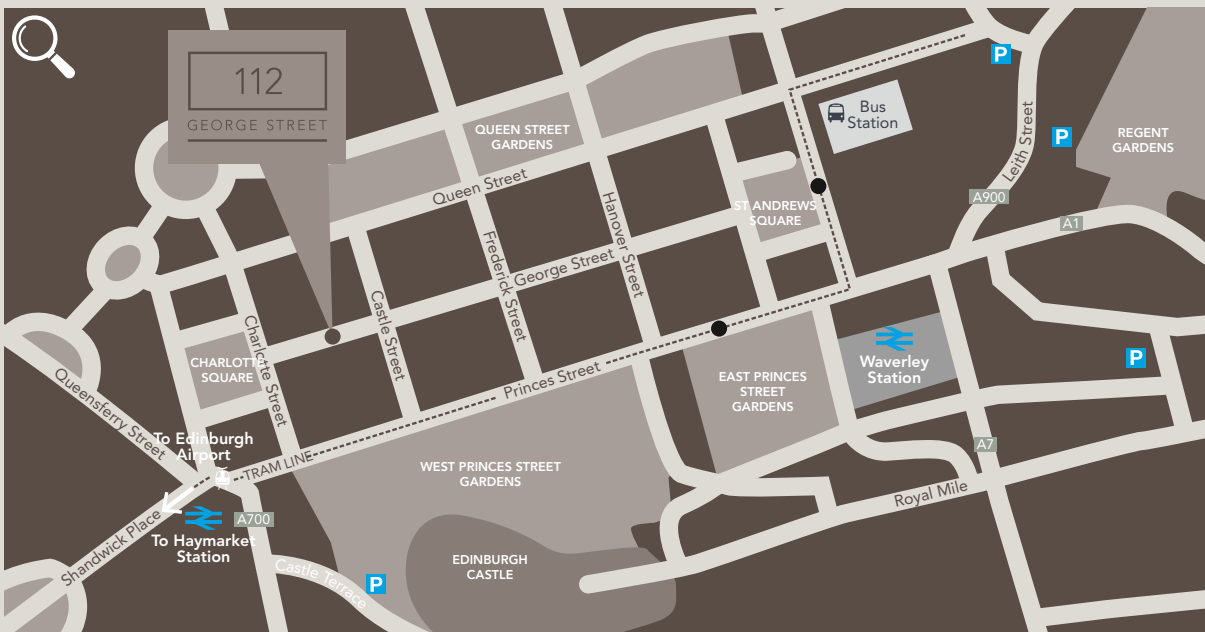 112
GEORGE STREET
QUEEN STREET
GARDENS
Queen Street
Bus
Station
P
P
REGENT
GARDENS
Leith Street
A900
A1
ST ANDREWS
SQUARE
Hanover Street
Frederick Street
George Street
Castle Street
Charlotte Street
CHARLOTTE
SQUARE
Queensferry Street
Princes Street
EAST PRINCES
STREET
GARDENS
Waverley
Station
P
To Edinburgh
Airport
TRAM LINE
WEST PRINCES STREET
GARDENS
A7
Royal Mile
A700
Shandwick Place
To Haymarket
Station
Castle Terrace
P
EDINBURGH
CASTLE